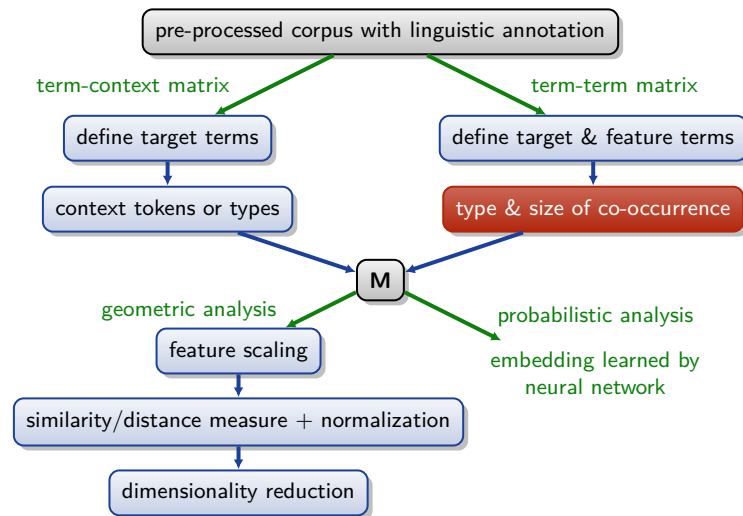 pre-processed corpus with linguistic annotation
term-context matrix
term-term matrix
define target terms
define target & feature terms
context tokens or types
type & size of co-occurrence
M
geometric analysis
probabilistic analysis
feature scaling
embedding learned by
neural network
similarity/distance measure + normalization
dimensionality reduction